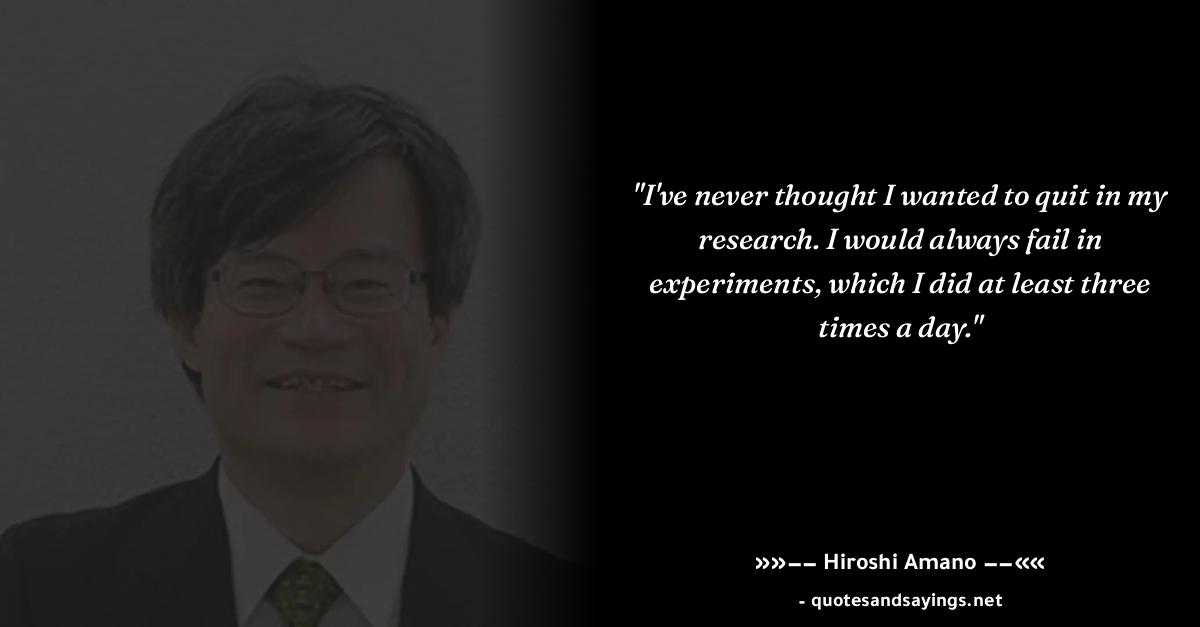 "I've never thought I wanted to quit in my
research. I would always fail in
experiments, which I did at least three
times a day."
»»–– Hiroshi Amano ––««
- quotesandsayings.net